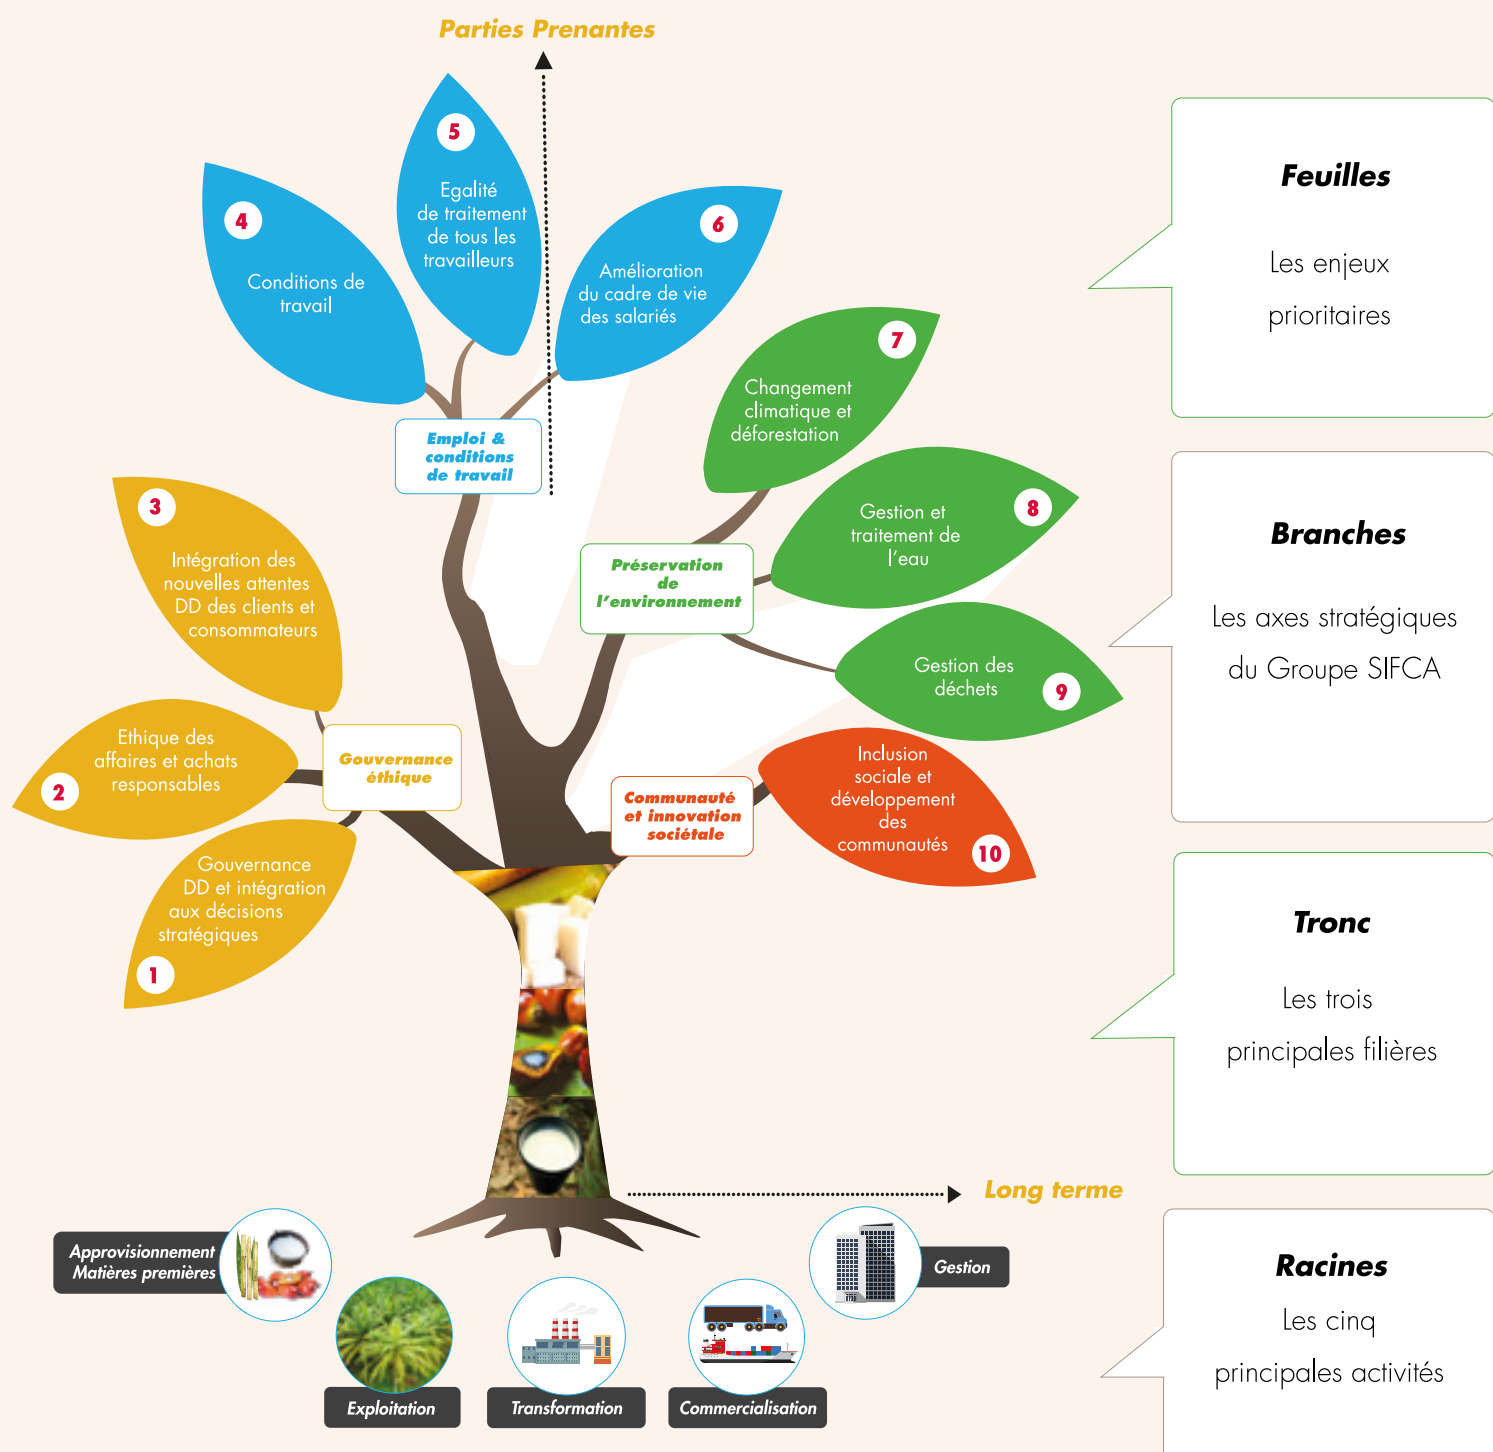 Parties Prenantes
5
Egalité
de traitement
de tous les
travailleurs
4
Conditions de
travail
6
Amélioration
du cadre de vie
des salariés
7
Changement
climatique et
déforestation
Emploi &
conditions
de travail
3
Intégration des
nouvelles attentes
DD des clients et
consommateurs
8
Gestion et
traitement de
l'eau
Préservation
de
l'environnement
Gestion des
déchets
9
2
Ethique des
affaires et achats
responsables
Gouvernance
éthique
Communauté
et innovation
sociétale
Inclusion
sociale et
développement
des
communautés
10
Gouvernance
DD et intégration
aux décisions
stratégiques
1
Long terme
Approvisionnement
Matières premières
Exploitation
Transformation
Commercialisation
Gestion
Feuilles
Les enjeux
prioritaires
Branches
Les axes stratégiques
du Groupe SIFCA
Tronc
Les trois
principales filières
Racines
Les cinq
principales activités